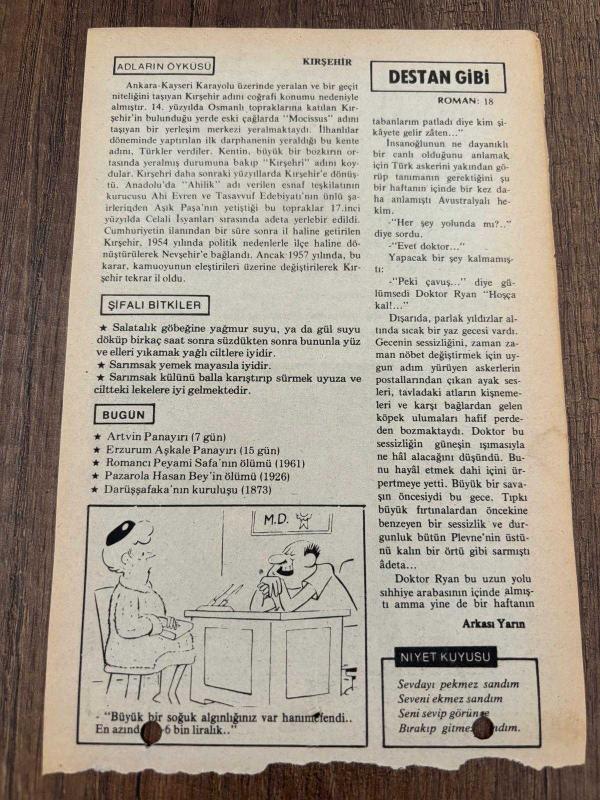 ADLARIN ÖYKÜSÜ
KIRŞEHİR
Ankara-Kayseri Karayolu üzerinde yeralan ve bir geçit
niteliğini taşıyan Kırşehir adını coğrafi konumu nedeniyle
almıştır. 14. yüzyılda Osmanlı topraklarına katılan Kır-
şehir'in bulunduğu yerde eski çağlarda "Mocissus" adını
taşıyan bir yerleşim merkezi yeralmaktaydı. İlhanlılar
döneminde yaptırılan ilk darphanenin yeraldığı bu kente
adını, Türkler verdiler. Kentin, büyük bir bozkırın or-
tasında yeralmış durumuna bakıp "Kırşehri" adını koy-
dular. Kırşehri daha sonraki yüzyıllarda Kırşehir'e dönüş-
tü. Anadolu'da "Ahilik" adı verilen esnaf teşkilatının
kurucusu Ahi Evren ve Tasavvuf Edebiyatı'nın ünlü şa-
irlerinden Aşık Paşa'nın yetiştiği bu topraklar 17.inci
yüzyılda Celali İsyanları sırasında adeta yerlebir edildi.
Cumhuriyetin ilanından bir süre sonra il haline getirilen
Kırşehir, 1954 yılında politik nedenlerle ilçe haline dö-
nüştürülerek Nevşehir'e bağlandı. Ancak 1957 yılında, bu
karar, kamuoyunun eleştirileri üzerine değiştirilerek Kır-
şehir tekrar il oldu.
ŞİFALI BİTKİLER
★ Salatalık göbeğine yağmur suyu, ya da gül suyu
döküp birkaç saat sonra süzdükten sonra bununla yüz
ve elleri yıkamak yağlı ciltlere iyidir.
★ Sarımsak yemek mayasıla iyidir.
★ Sarımsak külünü balla karıştırıp sürmek uyuza ve
ciltteki lekelere iyi gelmektedir.
BUGÜN
★ Artvin Panayırı (7 gün)
★ Erzurum Aşkale Panayırı (15 gün)
★ Romancı Peyami Safa'nın ölümü (1961)
★ Pazarola Hasan Bey'in ölümü (1926)
★ Darüşşafaka'nın kuruluşu (1873)
M.D.
- "Büyük bir soğuk algınlığınız var hanımefendi..
En azınd 6 bin liralık.."
DESTAN GİBİ
ROMAN: 18
tabanlarım patladı diye kim şi-
kâyete gelir zâten..."
İnsanoğlunun ne dayanıklı
bir canlı olduğunu anlamak
için Türk askerini yakından gö-
rüp tanımanın gerektiğini şu
bir haftanın içinde bir kez da-
ha anlamıştı Avustralyalı he-
kim.
-"Her şey yolunda mı?.."
diye sordu.
-"Evet doktor..."
Yapacak bir şey kalmamış-
tı:
-"Peki çavuş..." diye gü-
lümsedi Doktor Ryan "Hoşça
kal!..."
Dışarıda, parlak yıldızlar al-
tında sıcak bir yaz gecesi vardı.
Gecenin sessizliğini, zaman za-
man nöbet değiştirmek için uy-
gun adım yürüyen askerlerin
postallarından çıkan ayak ses-
leri, tavladaki atların kişneme-
leri ve karşı bağlardan gelen
köpek ulumaları hafif perde-
den bozmaktaydı. Doktor bu
sessizliğin güneşin ışımasıyla
ne hâl alacağını düşündü. Bu-
nu hayâl etmek dahi içini ür-
pertmeye yetti. Büyük bir sava-
şın öncesiydi bu gece. Tıpkı
büyük fırtınalardan öncekine
benzeyen bir sessizlik ve dur-
gunluk bütün Plevne'nin üstü-
nü kalın bir örtü gibi sarmıştı
âdeta...
Doktor Ryan bu uzun yolu
sıhhiye arabasının içinde almış-
tı amma yine de bir haftanın
Arkası Yarın
NİYET KUYUSU
Sevdayı pekmez sandım
Seveni ekmez sandım
Seni sevip görün e
Bırakıp gitme ndım.